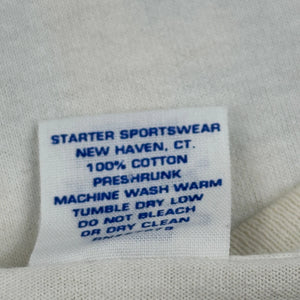 STARTER SPORTSWEAR
NEW HAVEN, CT.
100% COTTON
PRESHRUNK
MACHINE WASH WARM
TUMBLE DRY LOW
DO NOT BLEACH
OR DRY CLEAN